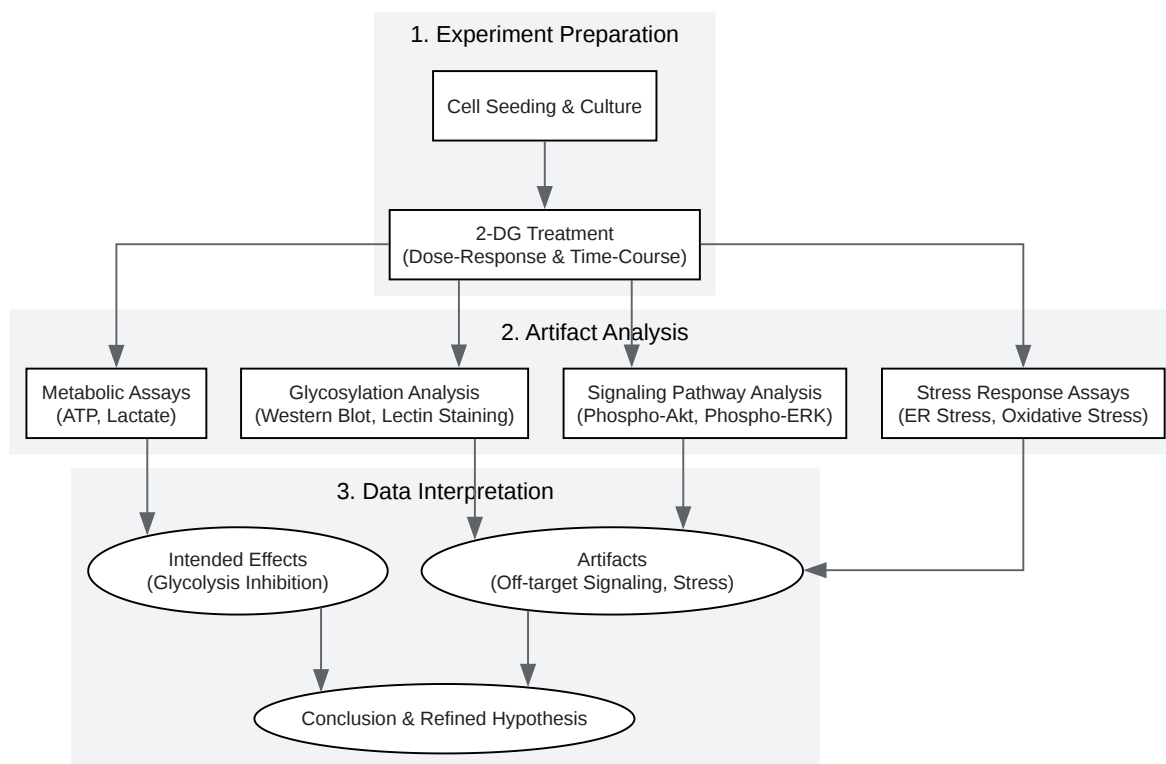 1. Experiment Preparation
Cell Seeding & Culture
2-DG Treatment
(Dose-Response & Time-Course)
2. Artifact Analysis
Metabolic Assays
(ATP, Lactate)
Glycosylation Analysis
(Western Blot, Lectin Staining)
Signaling Pathway Analysis
(Phospho-Akt, Phospho-ERK)
Stress Response Assays
(ER Stress, Oxidative Stress)
3. Data Interpretation
Intended Effects
(Glycolysis Inhibition)
Artifacts
(Off-target Signaling, Stress)
Conclusion & Refined Hypothesis